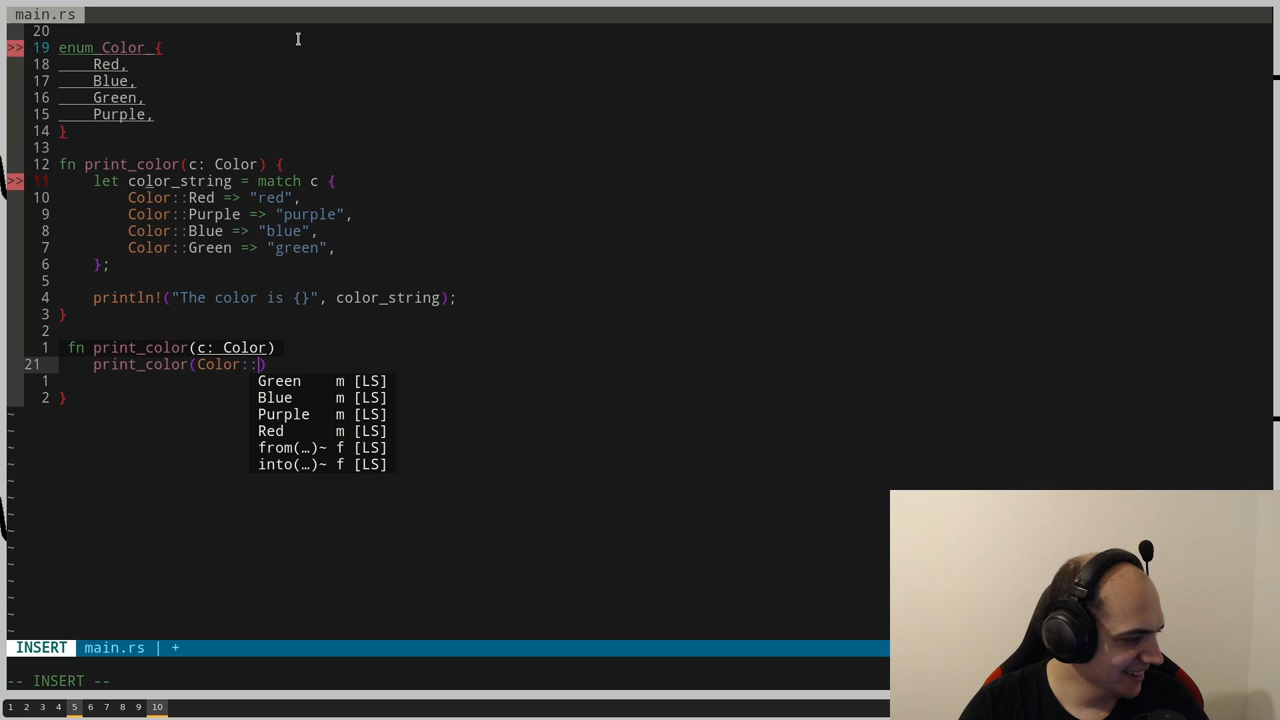 main.rs
20
>> 19 enum Color {
18     Red,
17     Blue,
16     Green,
15     Purple,
14 }
13
12 fn print_color(c: Color) {
>> 11     let color_string = match c {
10         Color::Red => "red",
9         Color::Purple => "purple",
8         Color::Blue => "blue",
7         Color::Green => "green",
6     };
5
4     println!("The color is {}", color_string);
3 }
2
1 fn print_color(c: Color)
21     print_color(Color::)
1 Green m [LS]
2 } Blue m [LS]
~ Purple m [LS]
~ Red m [LS]
~ from(…)~ f [LS]
~ into(…)~ f [LS]
~
~
~
~
~
~
~
~
~
~
INSERT main.rs | +
-- INSERT --
1 2 3 4 5 6 7 8 9 10